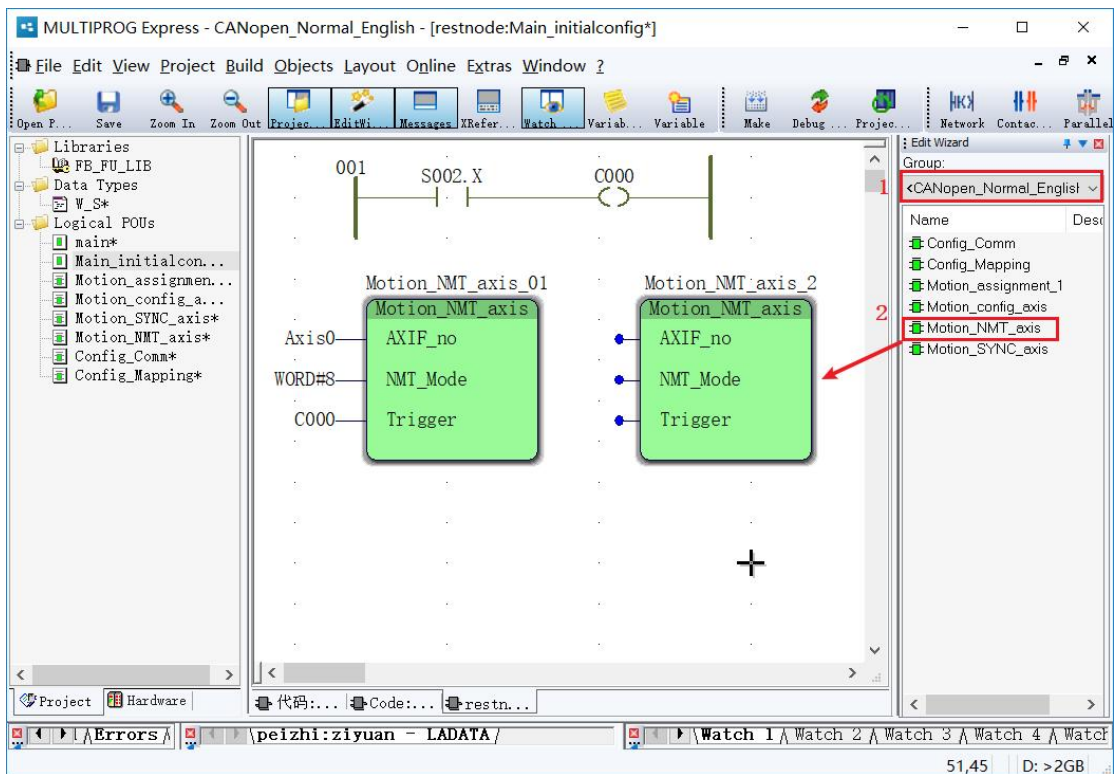 MULTIPROG Express - CANopen_Normal_English - [restnode:Main_initialconfig*]
File Edit View Project Build Objects Layout Online Extras Window ?
Open P... Save Zoom In Zoom Out Projec... EditWi... Messages XRefer... Watch ... Variab... Variable Make Debug ... Projec... Network Contac... Parallel
Libraries
FB_FU_LIB
Data Types
W_S*
Logical POUs
main*
Main_initialcon...
Motion_assignmen...
Motion_config_a...
Motion_SYNC_axis*
Motion_NMT_axis*
Config_Comm*
Config_Mapping*
Project Hardware
001 S002.X C000
Motion_NMT_axis_01
Motion_NMT_axis
Axis0 AXIF_no
WORD#8 NMT_Mode
C000 Trigger
Motion_NMT_axis_2
Motion_NMT_axis
AXIF_no
NMT_Mode
Trigger
代码:... Code:... restn...
Edit Wizard
Group:
1 <CANopen_Normal_English
Name Desc
Config_Comm
Config_Mapping
Motion_assignment_1
Motion_config_axis
2 Motion_NMT_axis
Motion_SYNC_axis
Errors \peizhi:ziyuan - LADATA Watch 1 Watch 2 Watch 3 Watch 4 Watch
51,45 D: >2GB